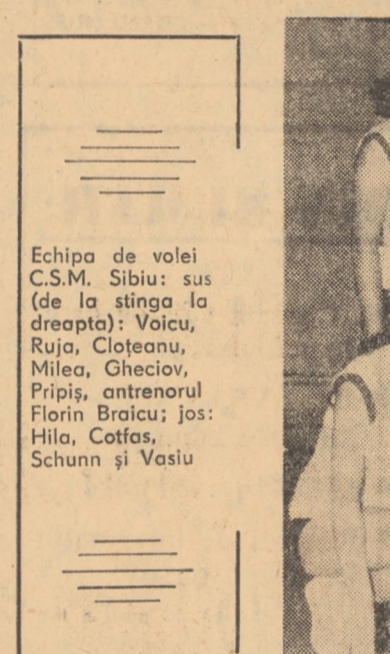 Echipa de volei
C.S.M. Sibiu: sus
(de la stinga la
dreapta): Voicu,
Ruja, Cloțeanu,
Milea, Gheciov,
Pripiș, antrenorul
Florin Braicu; jos:
Hila, Cotfas,
Schunn și Vasiu